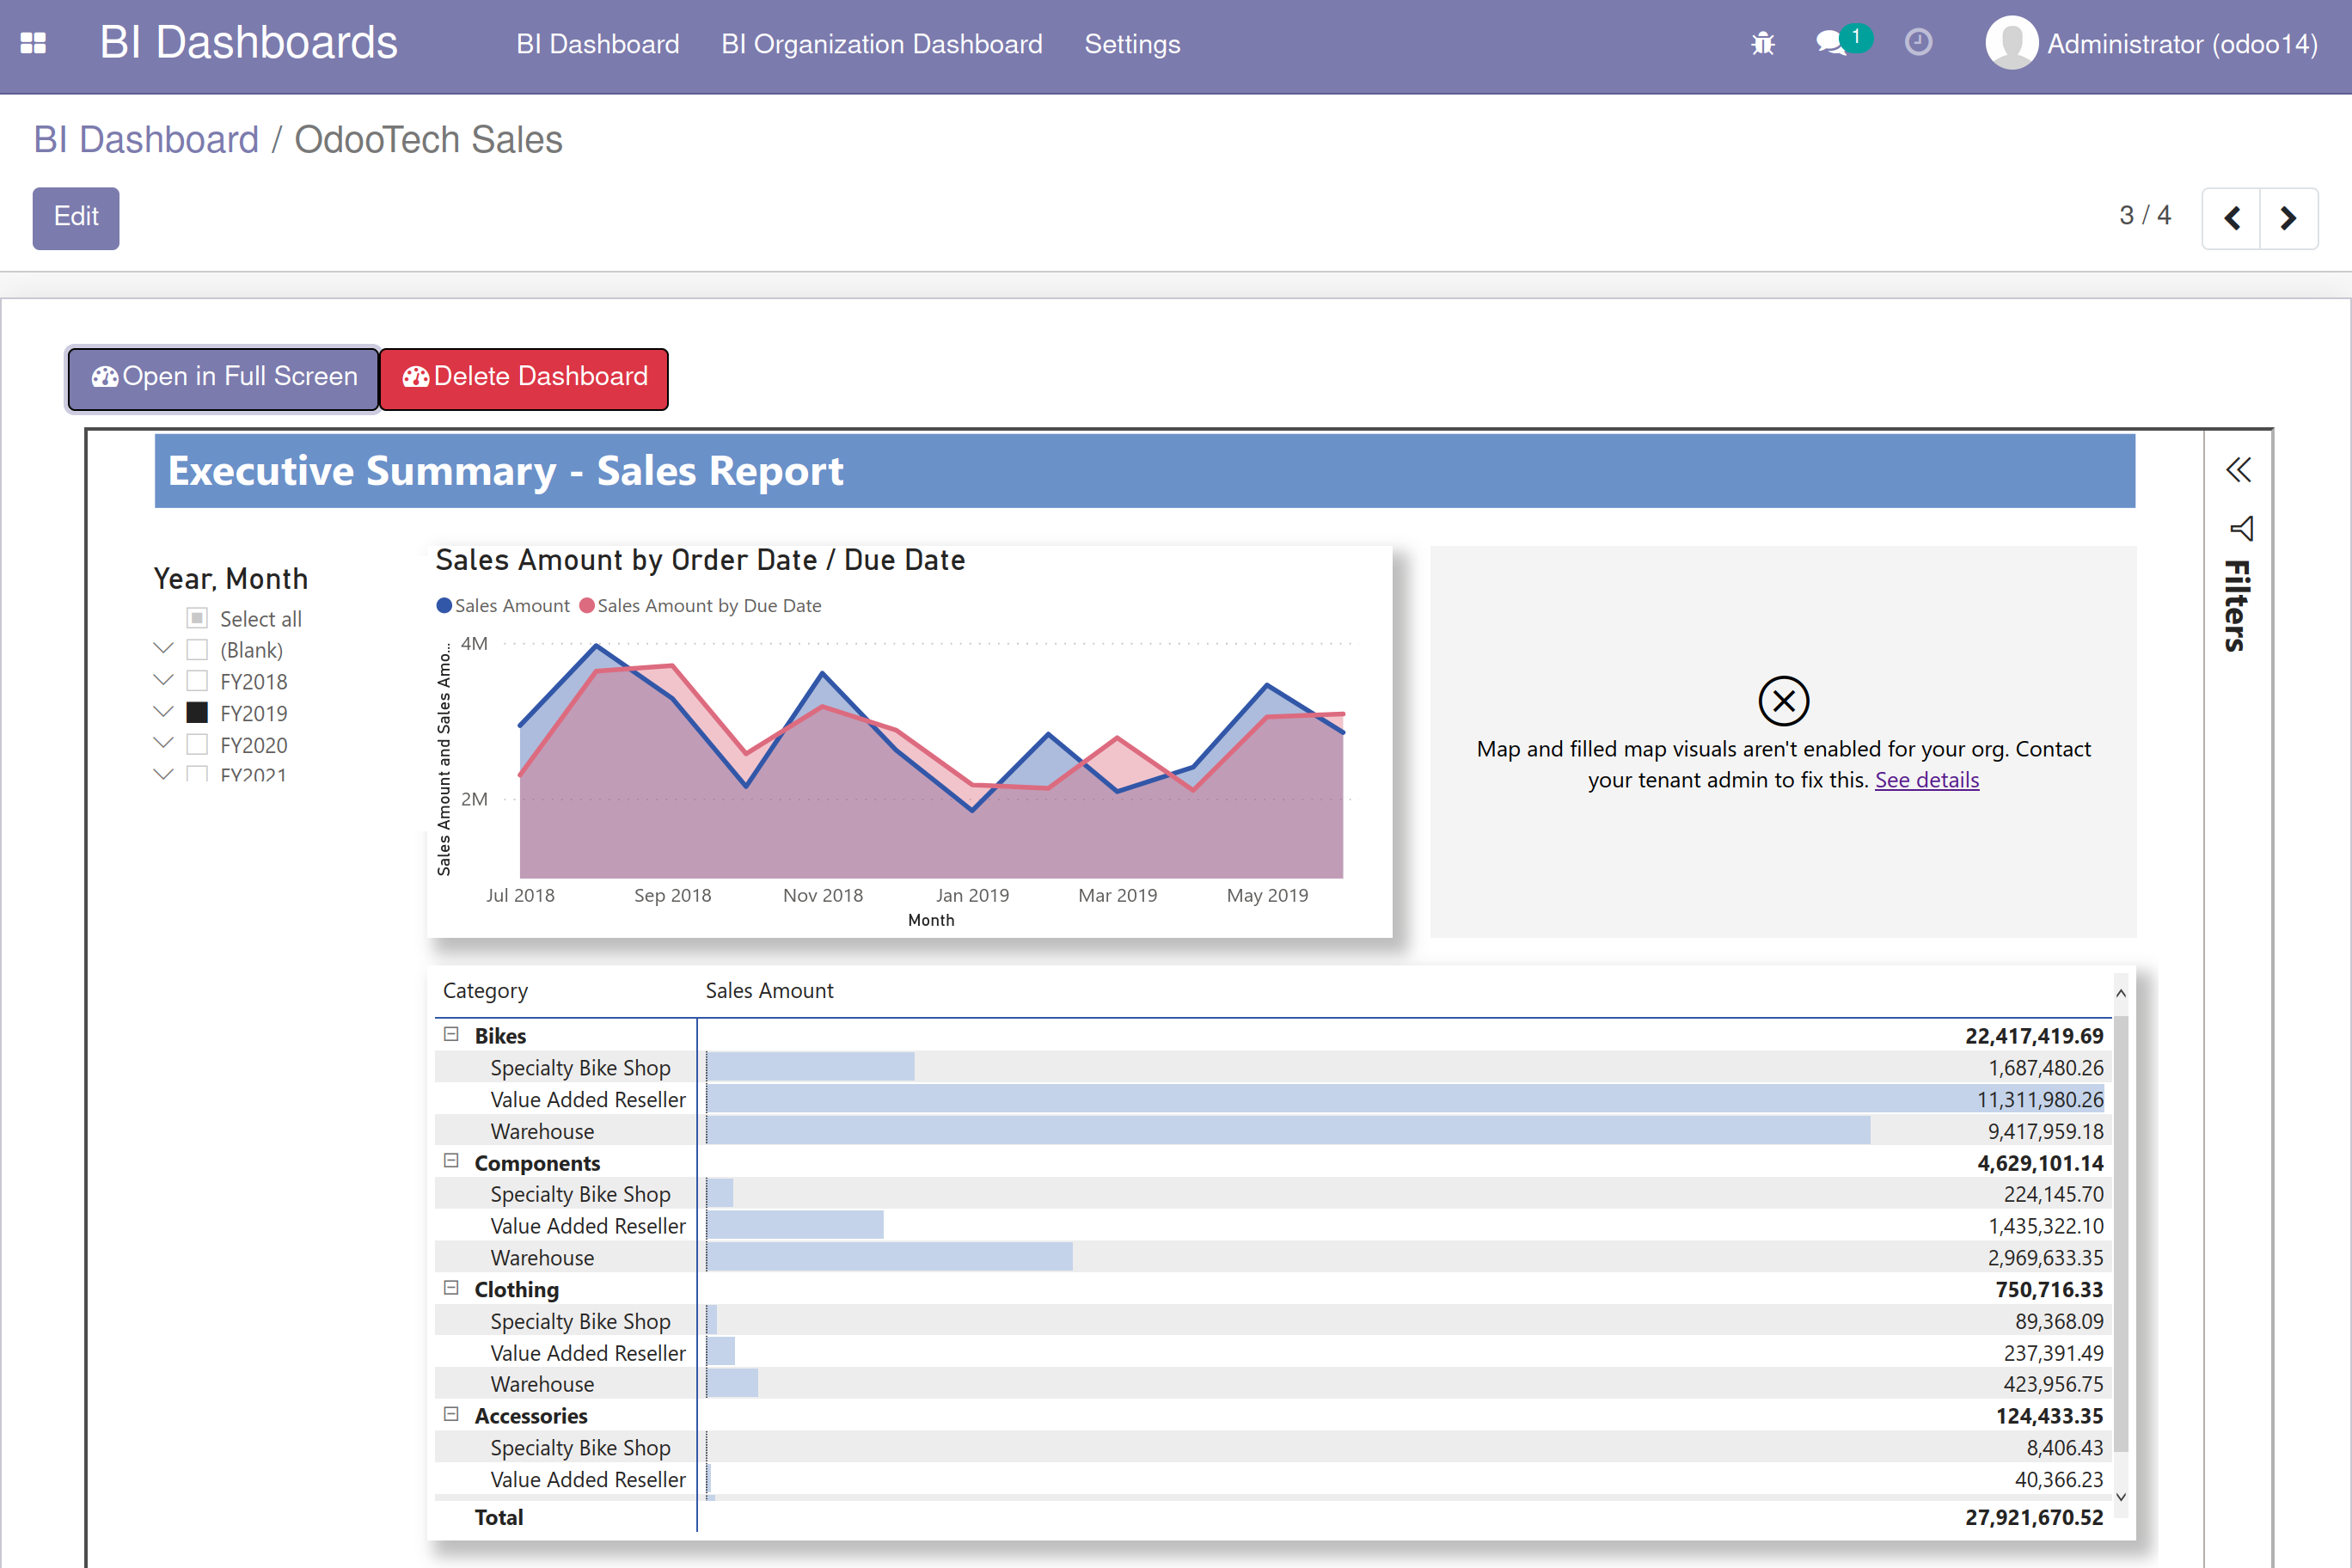 BI Dashboards
BI Dashboard
BI Organization Dashboard
Settings
1
Administrator (odoo14)
BI Dashboard / OdooTech Sales
Edit
3 / 4
Open in Full Screen
Delete Dashboard
Executive Summary - Sales Report
Filters
Year, Month
Select all
(Blank)
FY2018
FY2019
FY2020
FY2021
Sales Amount by Order Date / Due Date
Sales Amount
Sales Amount by Due Date
Sales Amount and Sales Amo...
4M
2M
Jul 2018
Sep 2018
Nov 2018
Jan 2019
Mar 2019
May 2019
Month
Map and filled map visuals aren't enabled for your org. Contact
your tenant admin to fix this. See details
Category Sales Amount
Bikes 22,417,419.69
Specialty Bike Shop 1,687,480.26
Value Added Reseller 11,311,980.26
Warehouse 9,417,959.18
Components 4,629,101.14
Specialty Bike Shop 224,145.70
Value Added Reseller 1,435,322.10
Warehouse 2,969,633.35
Clothing 750,716.33
Specialty Bike Shop 89,368.09
Value Added Reseller 237,391.49
Warehouse 423,956.75
Accessories 124,433.35
Specialty Bike Shop 8,406.43
Value Added Reseller 40,366.23
Total 27,921,670.52